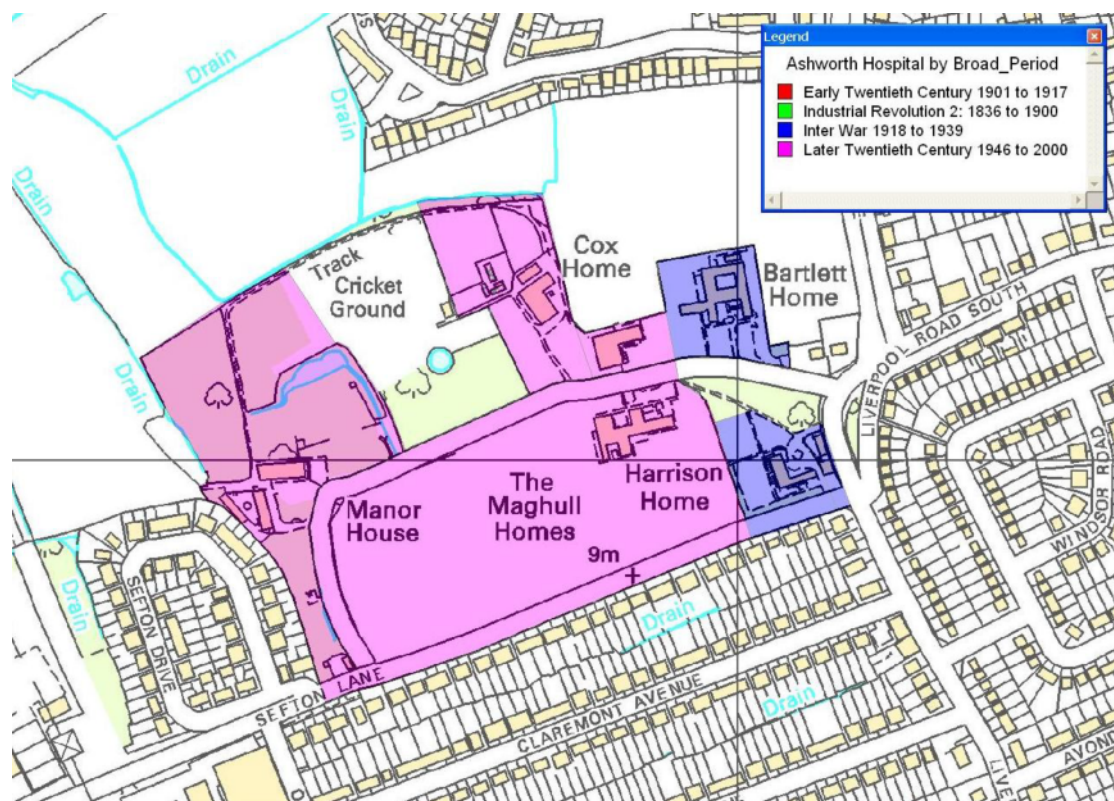 Legend
Ashworth Hospital by Broad_Period
Early Twentieth Century 1901 to 1917
Industrial Revolution 2: 1836 to 1900
Inter War 1918 to 1939
Later Twentieth Century 1946 to 2000
Drain
Drain
Drain
Track
Cricket
Ground
Cox
Home
Bartlett
Home
LIVERPOOL ROAD SOUTH
Drain
Manor
House
The
Maghull
Homes
Harrison
Home
9m
WINDSOR ROAD
Drain
SEFTON DRIVE
Drain
SEFTON LANE
CLAREMONT AVENUE
Drain
LIVE
AVON